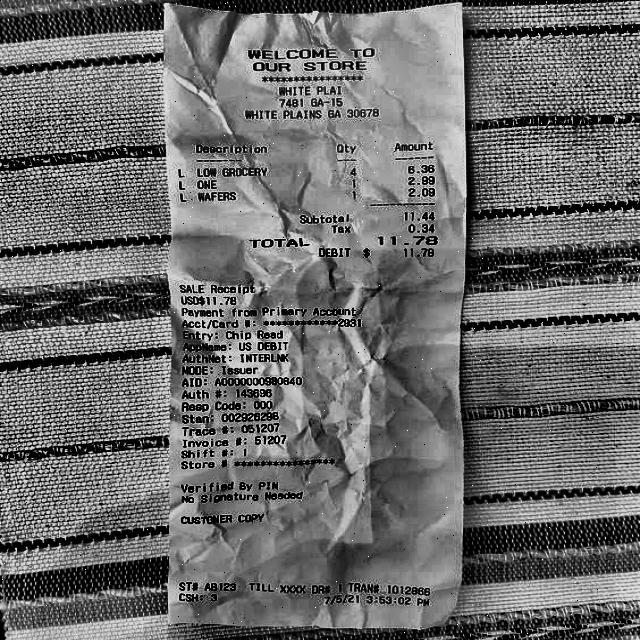 WELCOME TO
OUR STORE
****************
WHITE PLAI
7481 GA-15
WHITE PLAINS GA 30678
Description Qty Amount
L LOW GROCERY 4 6.36
L ONE 1 2.99
L WAFERS 1 2.09
Subtotal 11.44
Tax 0.34
TOTAL 11.78
DEBIT $ 11.78
SALE Receipt
USD$11.78
Payment from Primary Account
Acct/Card #: ************2931
Entry: Chip Read
AppName: US DEBIT
AuthNet: INTERLNK
MODE: Issuer
AID: A0000000980840
Auth #: 143696
Resp Code: 000
Stan: 002926296
Trace #: 051207
Invoice #: 51207
Shift #: 1
Store # ****************
Verified By PIN
No Signature Needed
CUSTOMER COPY
ST# AB123 TILL XXXX DR# 1 TRAN# 1012868
CSH: 3 7/5/21 3:53:02 PM